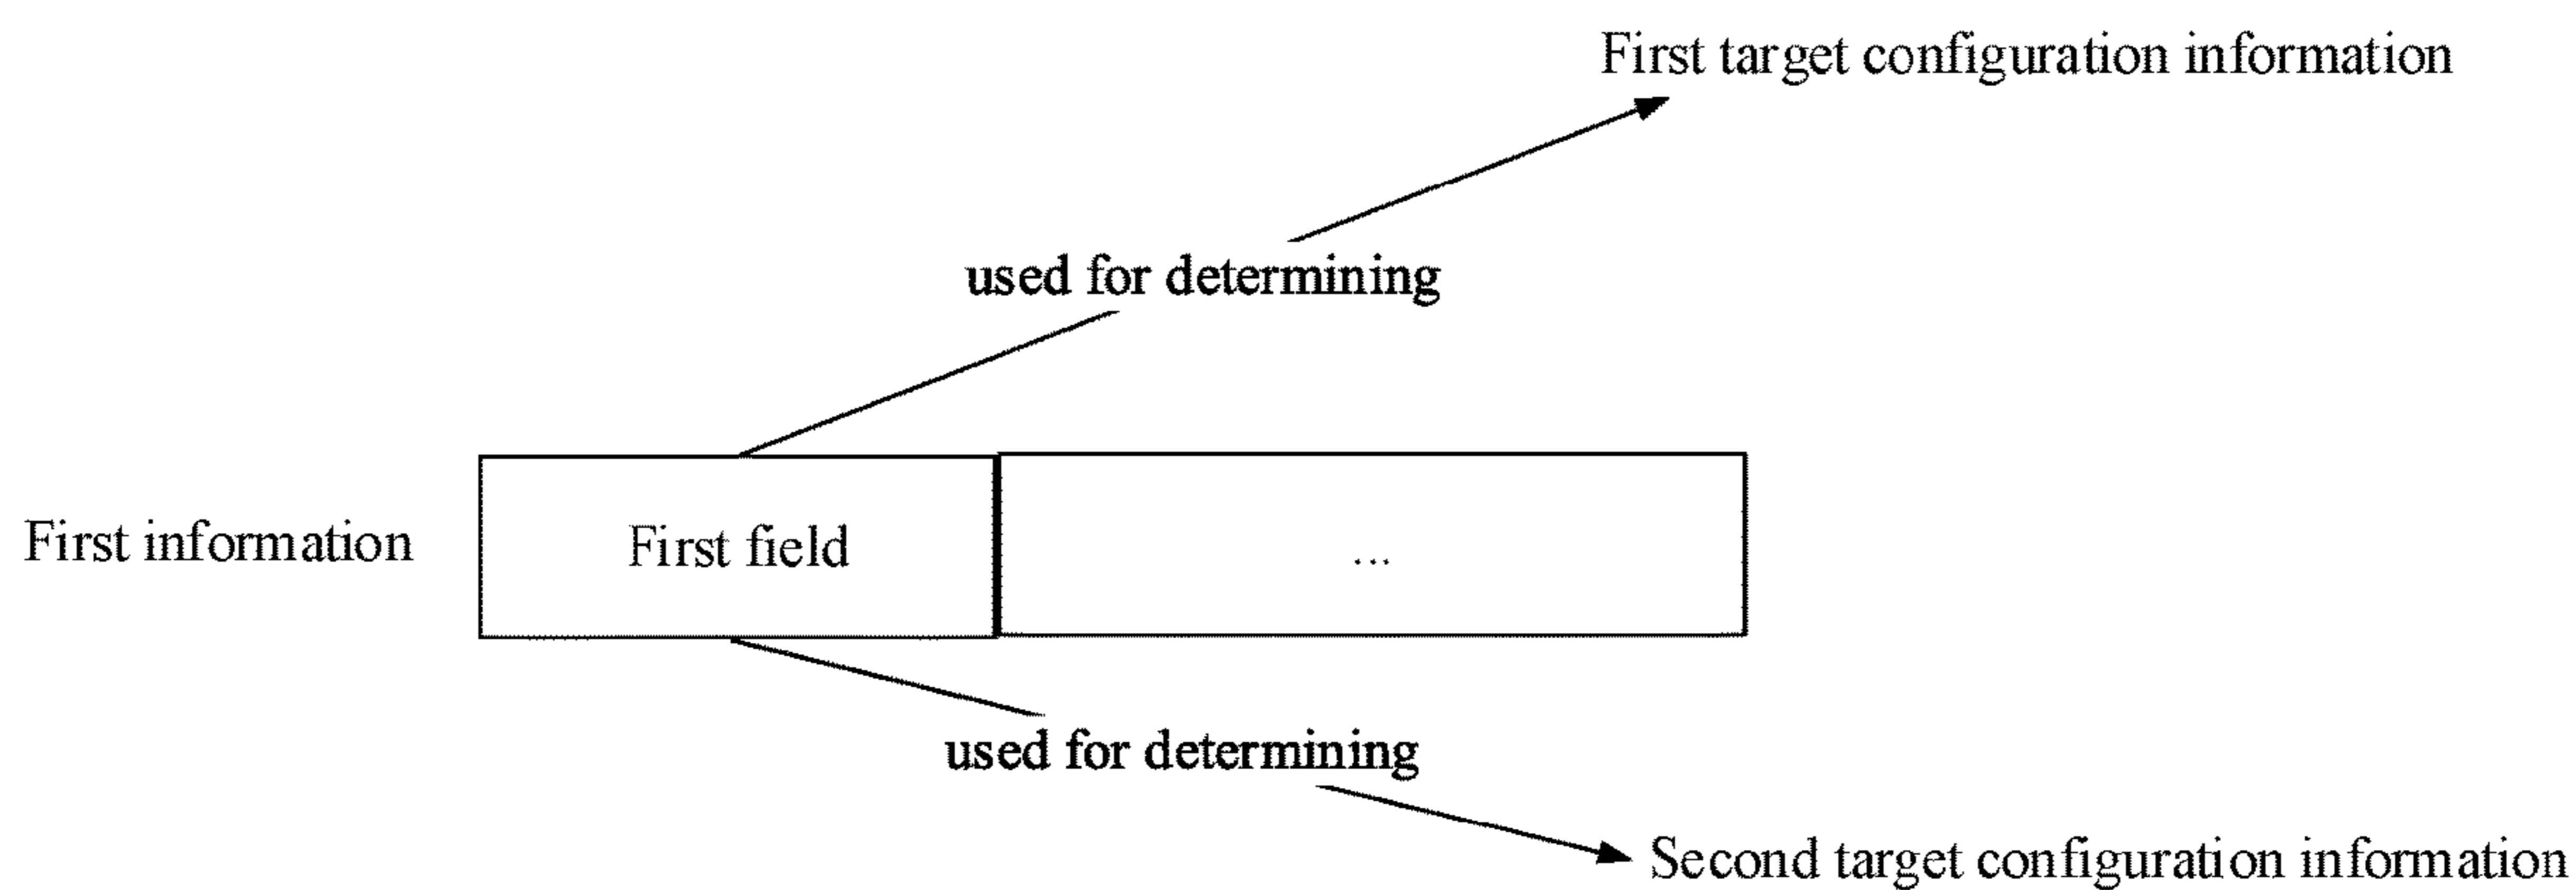 First target configuration information
used for determining
First information
First field
...
used for determining
Second target configuration information